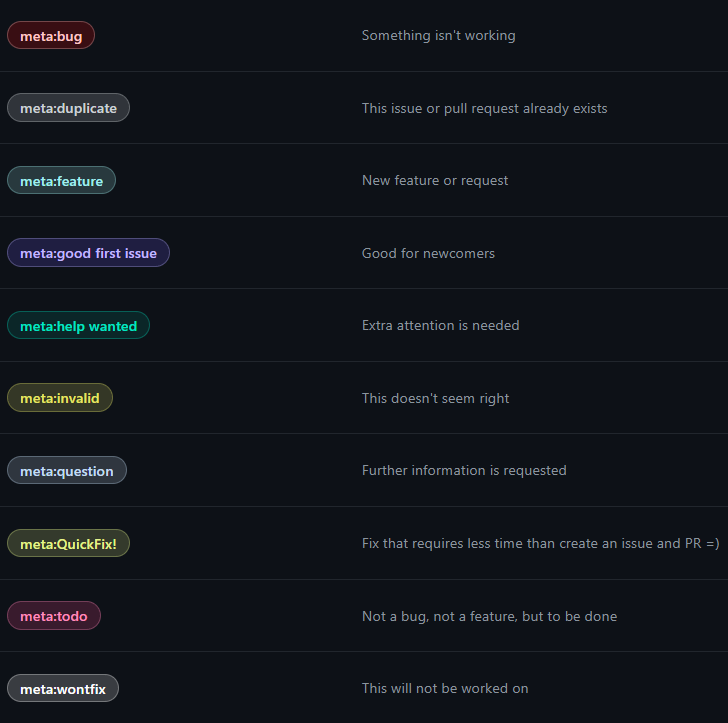 meta:bug Something isn't working
meta:duplicate This issue or pull request already exists
meta:feature New feature or request
meta:good first issue Good for newcomers
meta:help wanted Extra attention is needed
meta:invalid This doesn't seem right
meta:question Further information is requested
meta:QuickFix! Fix that requires less time than create an issue and PR =)
meta:todo Not a bug, not a feature, but to be done
meta:wontfix This will not be worked on